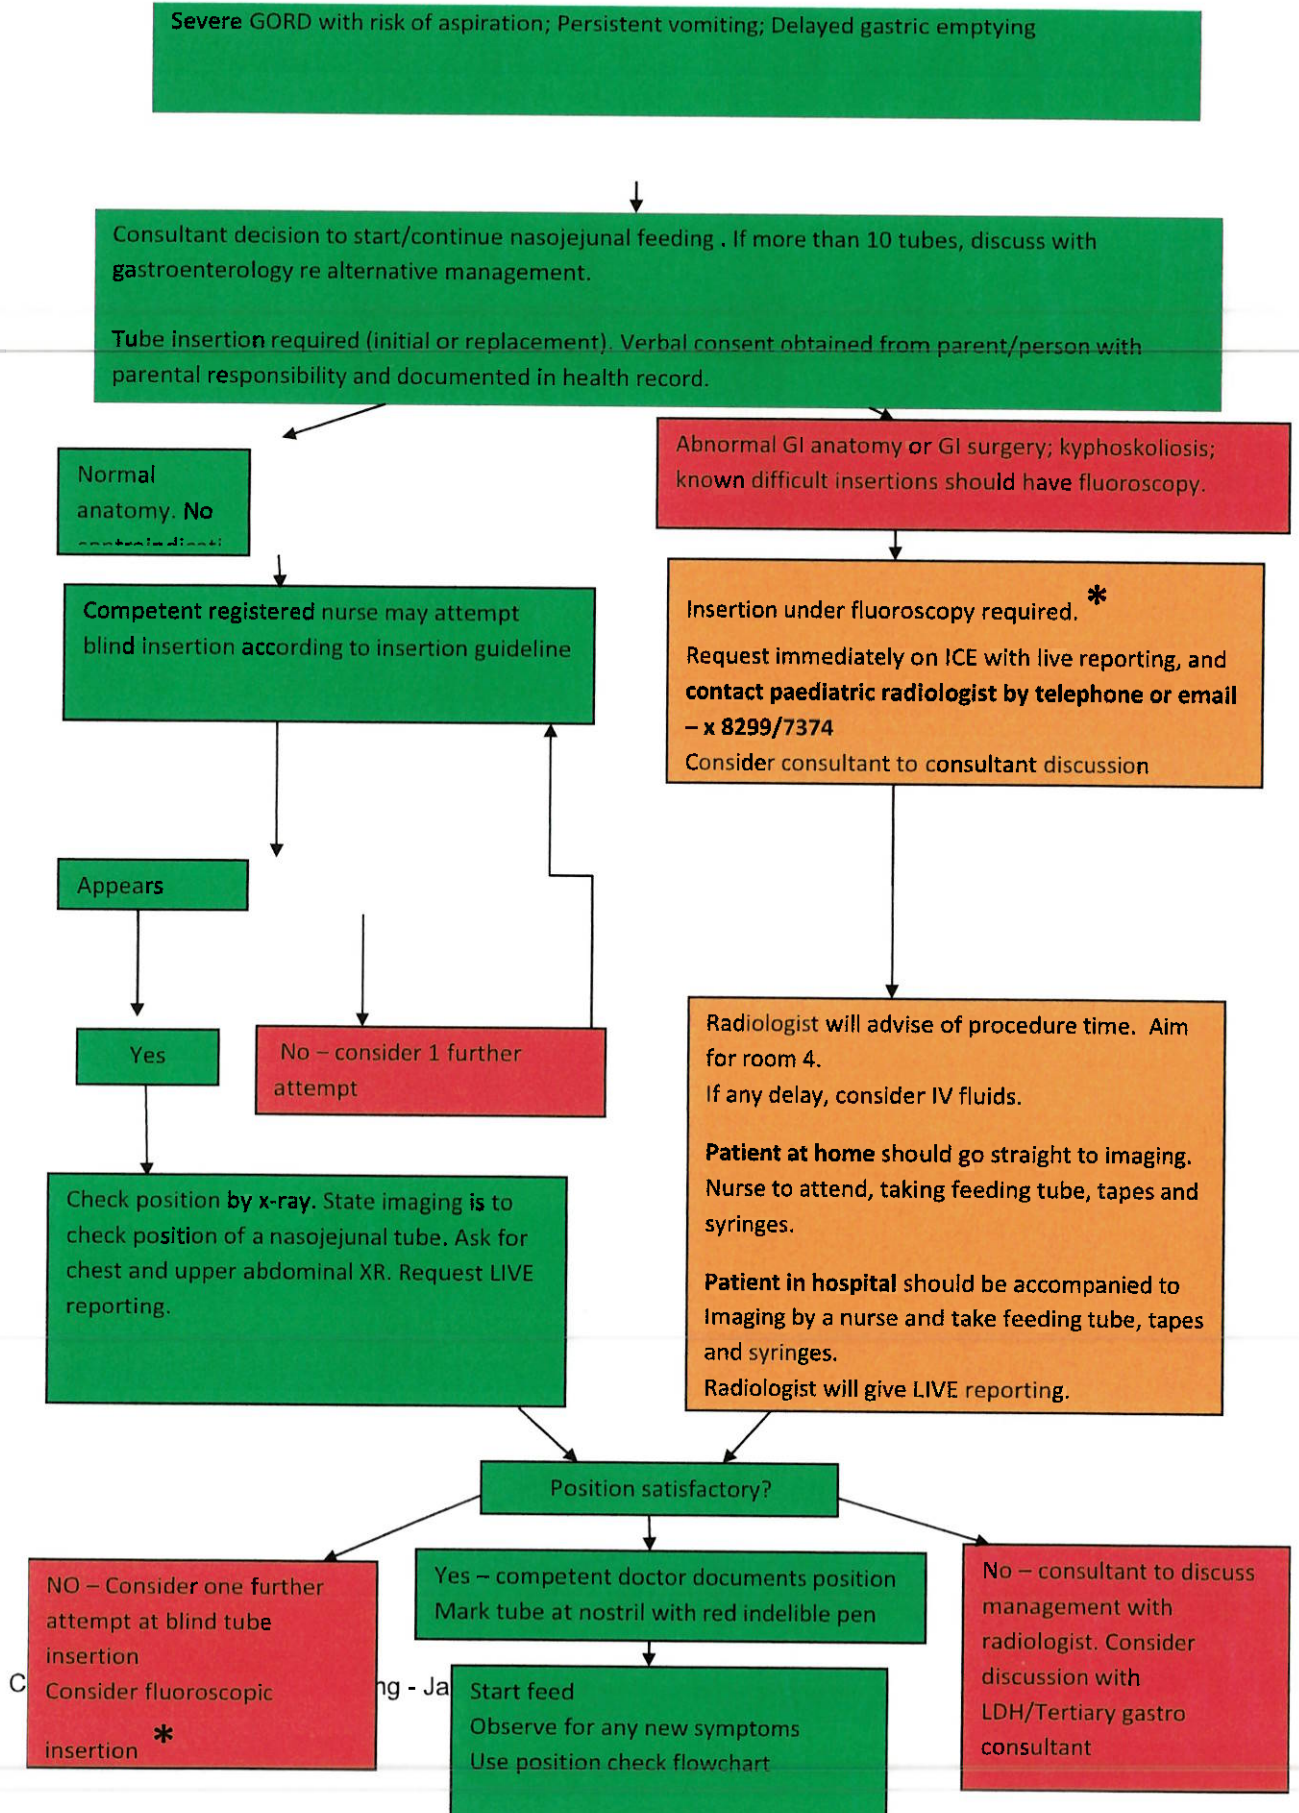 Severe GORD with risk of aspiration; Persistent vomiting; Delayed gastric emptying
Consultant decision to start/continue nasojejunal feeding . If more than 10 tubes, discuss with
gastroenterology re alternative management.
Tube insertion required (initial or replacement). Verbal consent obtained from parent/person with
parental responsibility and documented in health record.
Normal
anatomy. No
Abnormal GI anatomy or GI surgery; kyphoskoliosis;
known difficult insertions should have fluoroscopy.
Competent registered nurse may attempt
blind insertion according to insertion guideline
Insertion under fluoroscopy required. *
Request immediately on ICE with live reporting, and
contact paediatric radiologist by telephone or email
– x 8299/7374
Consider consultant to consultant discussion
Appears
Yes
No – consider 1 further
attempt
Radiologist will advise of procedure time. Aim
for room 4.
If any delay, consider IV fluids.
Patient at home should go straight to imaging.
Nurse to attend, taking feeding tube, tapes and
syringes.
Patient in hospital should be accompanied to
Imaging by a nurse and take feeding tube, tapes
and syringes.
Radiologist will give LIVE reporting.
Check position by x-ray. State imaging is to
check position of a nasojejunal tube. Ask for
chest and upper abdominal XR. Request LIVE
reporting.
Position satisfactory?
NO – Consider one further
attempt at blind tube
insertion
Consider fluoroscopic
insertion *
Yes – competent doctor documents position
Mark tube at nostril with red indelible pen
No – consultant to discuss
management with
radiologist. Consider
discussion with
LDH/Tertiary gastro
consultant
C
ng - Ja
Start feed
Observe for any new symptoms
Use position check flowchart